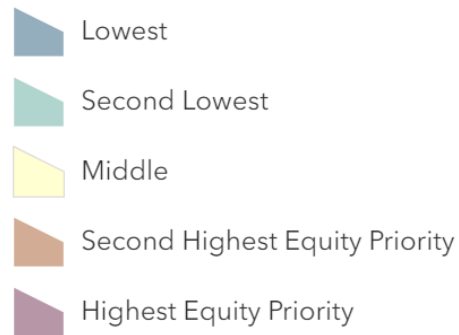 Lowest
Second Lowest
Middle
Second Highest Equity Priority
Highest Equity Priority